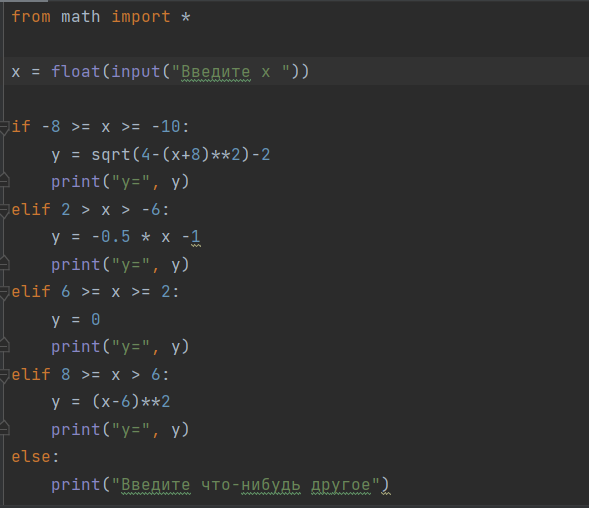 from math import *
x = float(input("Введите x "))
if -8 >= x >= -10:
    y = sqrt(4-(x+8)**2)-2
    print("y=", y)
elif 2 > x > -6:
    y = -0.5 * x -1
    print("y=", y)
elif 6 >= x >= 2:
    y = 0
    print("y=", y)
elif 8 >= x > 6:
    y = (x-6)**2
    print("y=", y)
else:
    print("Введите что-нибудь другое")